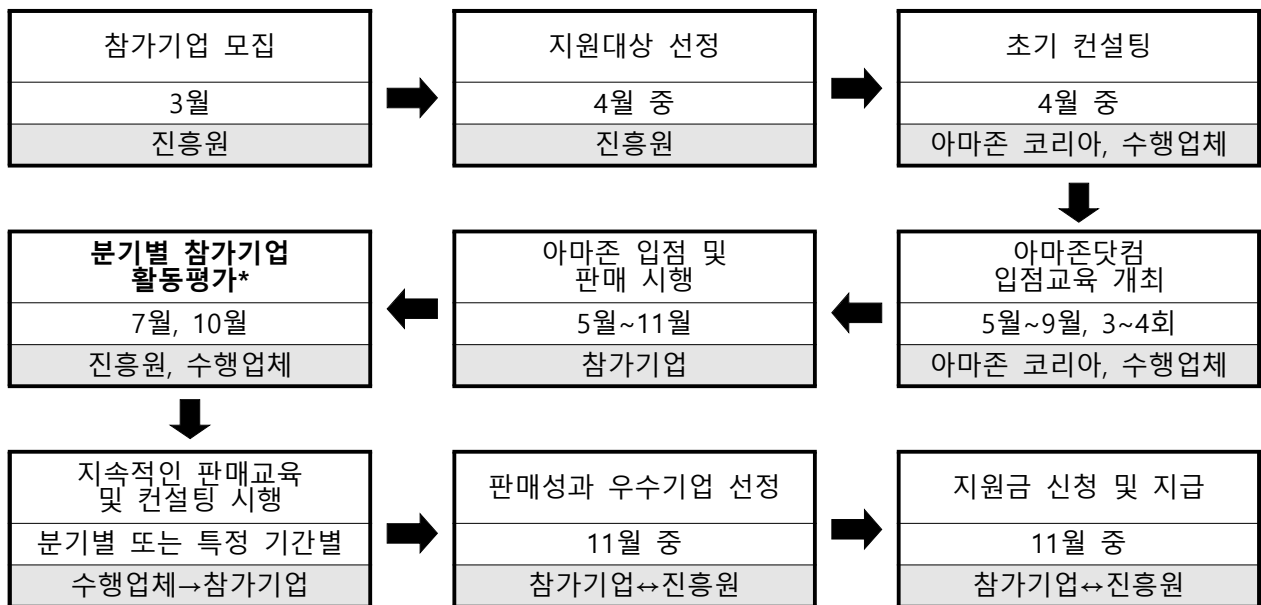 참가기업 모집
3월
진흥원
지원대상 선정
4월 중
진흥원
초기 컨설팅
4월 중
아마존 코리아, 수행업체
아마존닷컴
입점교육 개최
5월~9월, 3~4회
아마존 코리아, 수행업체
아마존 입점 및
판매 시행
5월~11월
참가기업
분기별 참가기업
활동평가*
7월, 10월
진흥원, 수행업체
지속적인 판매교육
및 컨설팅 시행
분기별 또는 특정 기간별
수행업체→참가기업
판매성과 우수기업 선정
11월 중
참가기업↔진흥원
지원금 신청 및 지급
11월 중
참가기업↔진흥원